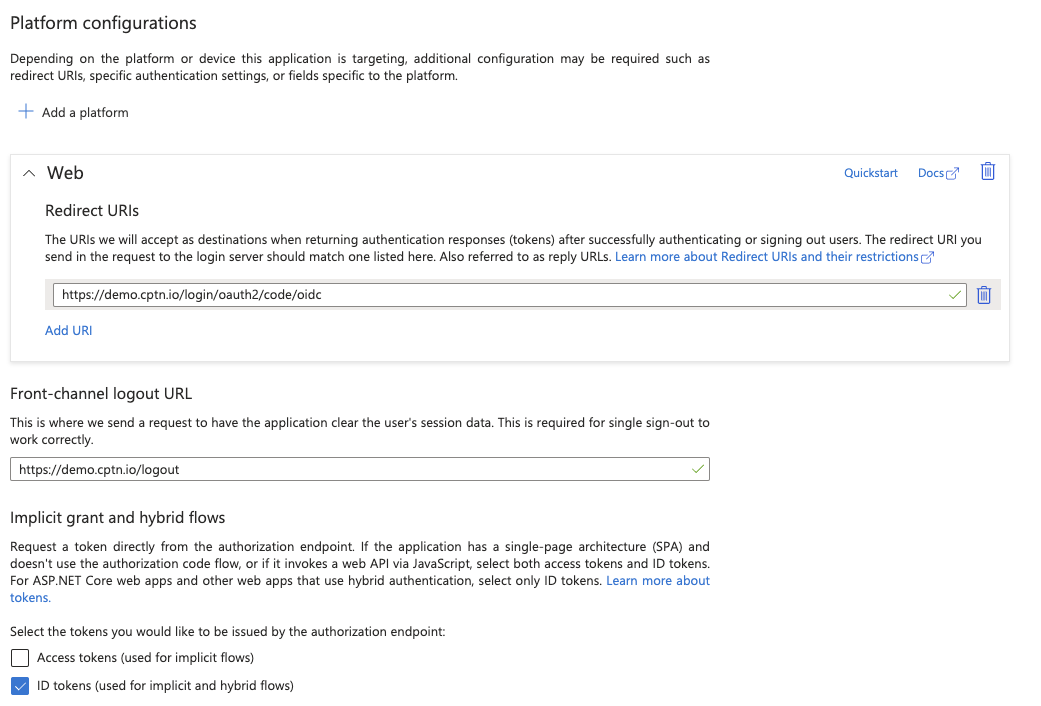 Platform configurations
Depending on the platform or device this application is targeting, additional configuration may be required such as
redirect URIs, specific authentication settings, or fields specific to the platform.
Add a platform
Web
Quickstart
Docs
Redirect URIs
The URIs we will accept as destinations when returning authentication responses (tokens) after successfully authenticating or signing out users. The redirect URI you
send in the request to the login server should match one listed here. Also referred to as reply URLs. Learn more about Redirect URIs and their restrictions
https://demo.cptn.io/login/oauth2/code/oidc
Add URI
Front-channel logout URL
This is where we send a request to have the application clear the user's session data. This is required for single sign-out to
work correctly.
https://demo.cptn.io/logout
Implicit grant and hybrid flows
Request a token directly from the authorization endpoint. If the application has a single-page architecture (SPA) and
doesn't use the authorization code flow, or if it invokes a web API via JavaScript, select both access tokens and ID tokens.
For ASP.NET Core web apps and other web apps that use hybrid authentication, select only ID tokens. Learn more about
tokens.
Select the tokens you would like to be issued by the authorization endpoint:
Access tokens (used for implicit flows)
ID tokens (used for implicit and hybrid flows)